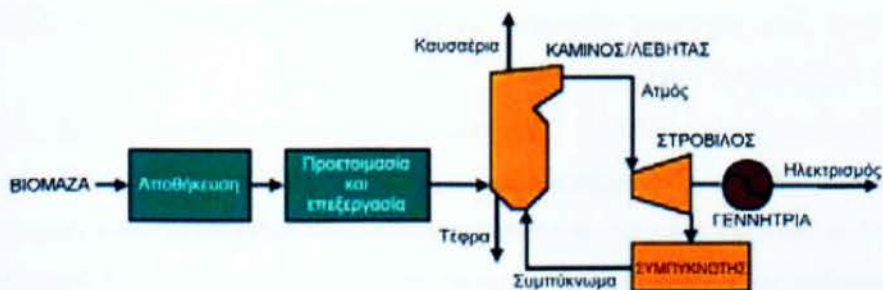 Καυσαέρια
ΚΑΜΙΝΟΣ/ΛΕΒΗΤΑΣ
Ατμός
ΣΤΡΟΒΙΛΟΣ
ΒΙΟΜΑΖΑ
Αποθήκευση
Προετοιμασία
και
επεξεργασία
Ηλεκτρισμός
ΓΕΝΝΗΤΡΙΑ
Τέφρα
Συμπύκνωμα
ΣΥΜΠΥΚΝΩΤΗΣ